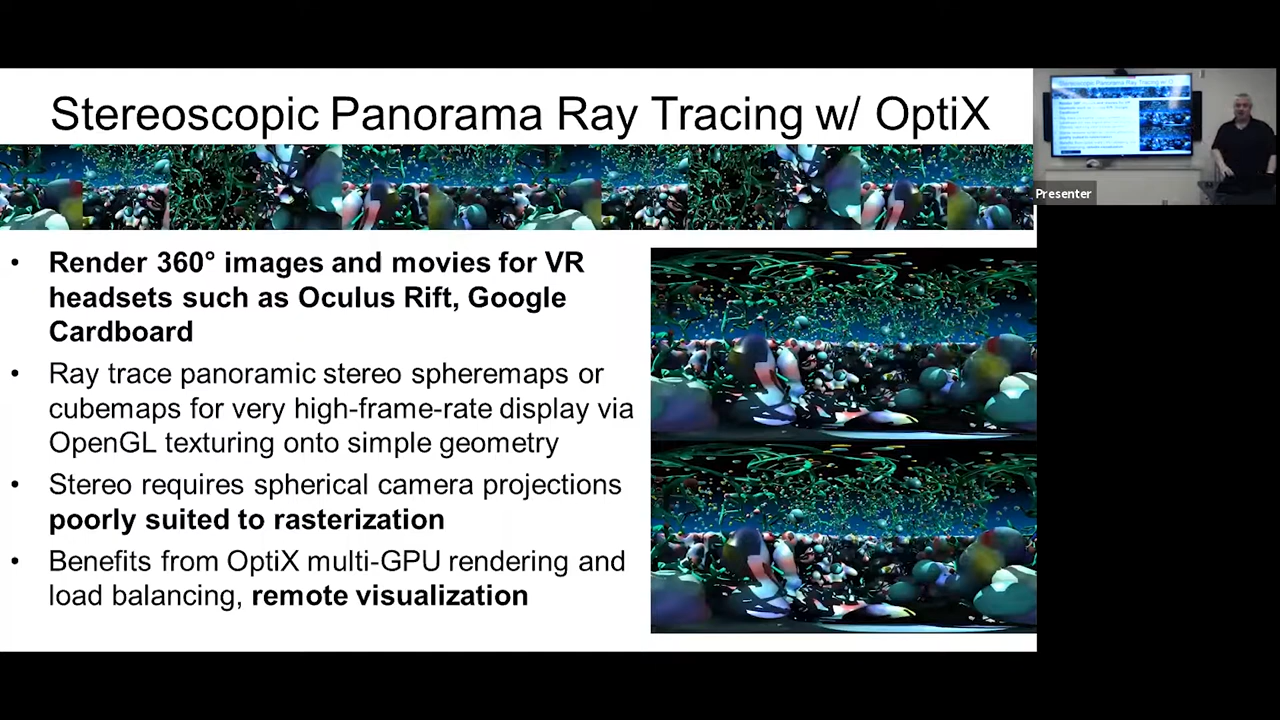 Stereoscopic Panorama Ray Tracing w/ OptiX
Presenter
• Render 360° images and movies for VR
headsets such as Oculus Rift, Google
Cardboard
• Ray trace panoramic stereo spheremaps or
cubemaps for very high-frame-rate display via
OpenGL texturing onto simple geometry
• Stereo requires spherical camera projections
poorly suited to rasterization
• Benefits from OptiX multi-GPU rendering and
load balancing, remote visualization